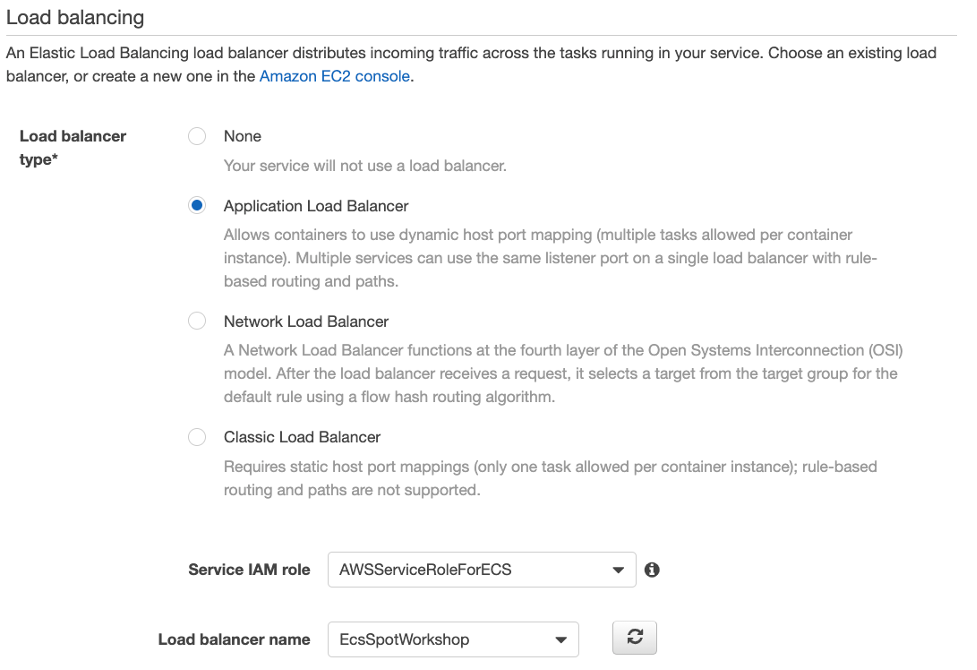 Load balancing
An Elastic Load Balancing load balancer distributes incoming traffic across the tasks running in your service. Choose an existing load
balancer, or create a new one in the Amazon EC2 console.
Load balancer
type*
None
Your service will not use a load balancer.
Application Load Balancer
Allows containers to use dynamic host port mapping (multiple tasks allowed per container
instance). Multiple services can use the same listener port on a single load balancer with rule-
based routing and paths.
Network Load Balancer
A Network Load Balancer functions at the fourth layer of the Open Systems Interconnection (OSI)
model. After the load balancer receives a request, it selects a target from the target group for the
default rule using a flow hash routing algorithm.
Classic Load Balancer
Requires static host port mappings (only one task allowed per container instance); rule-based
routing and paths are not supported.
Service IAM role AWSServiceRoleForECS
Load balancer name EcsSpotWorkshop